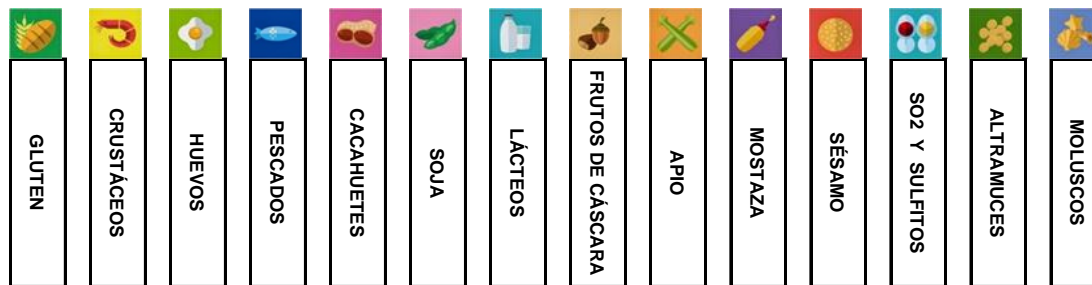 GLUTEN
CRUSTÁCEOS
HUEVOS
PESCADOS
CACAHUETES
SOJA
LÁCTEOS
FRUTOS DE CÁSCARA
APIO
MOSTAZA
SÉSAMO
SO2 Y SULFITOS
ALTRAMUCES
MOLUSCOS